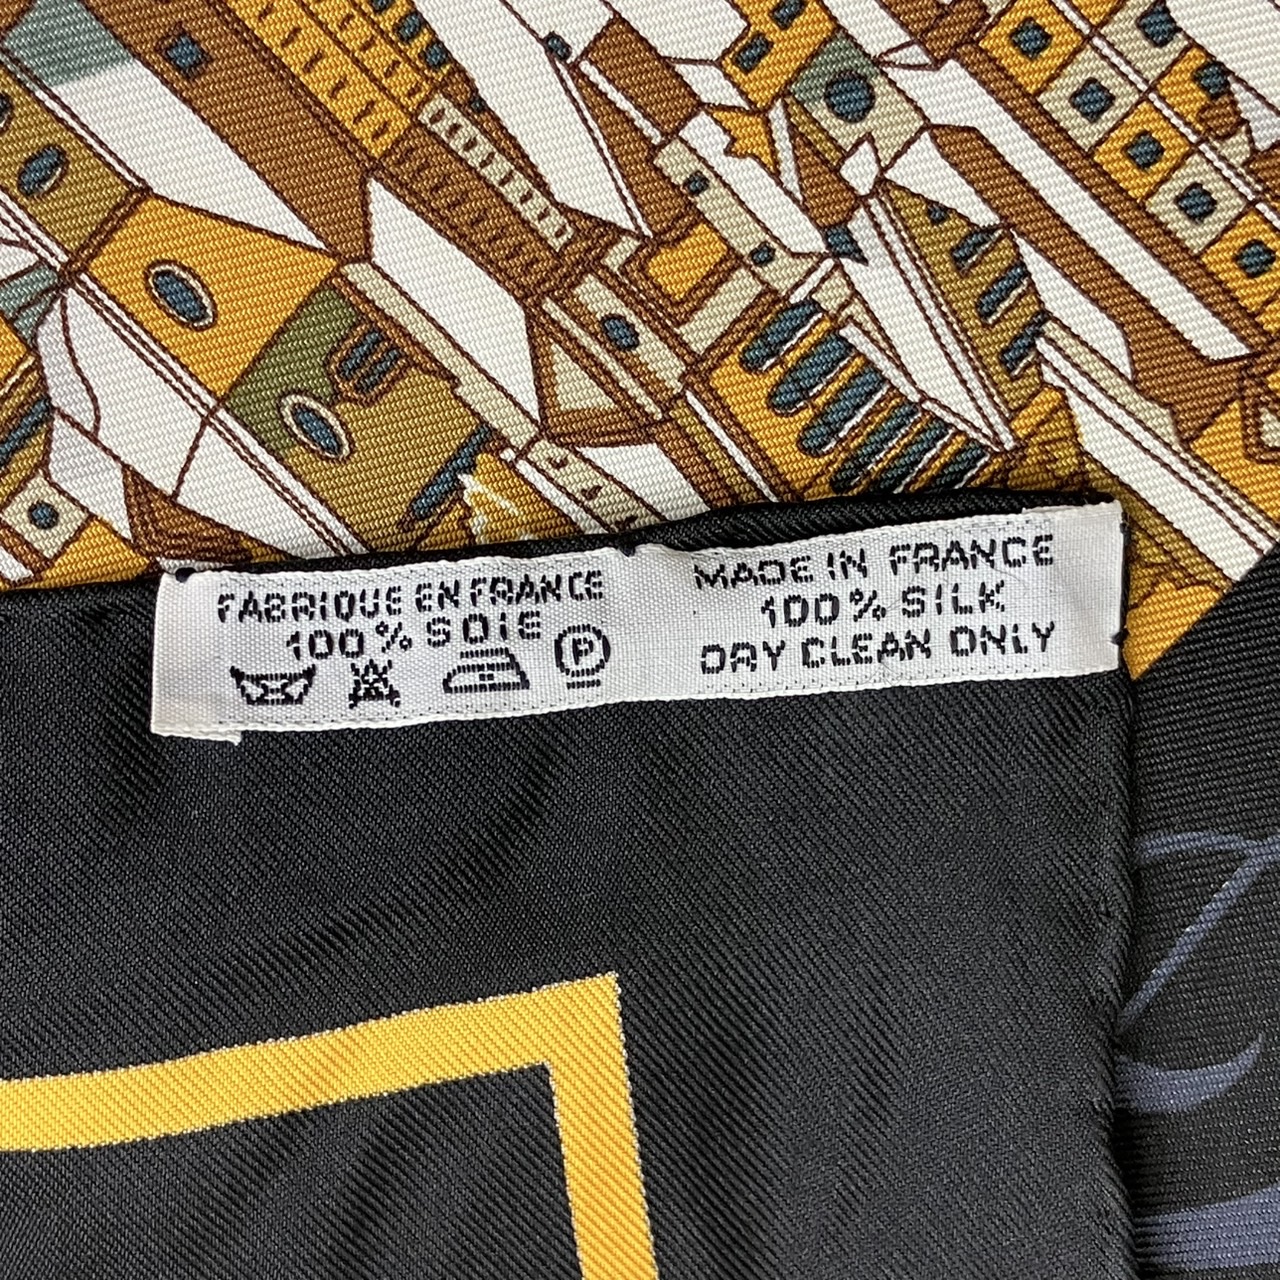 FABRIQUE EN FRANCE
100% SOIE
P
MADE IN FRANCE
100% SILK
DRY CLEAN ONLY